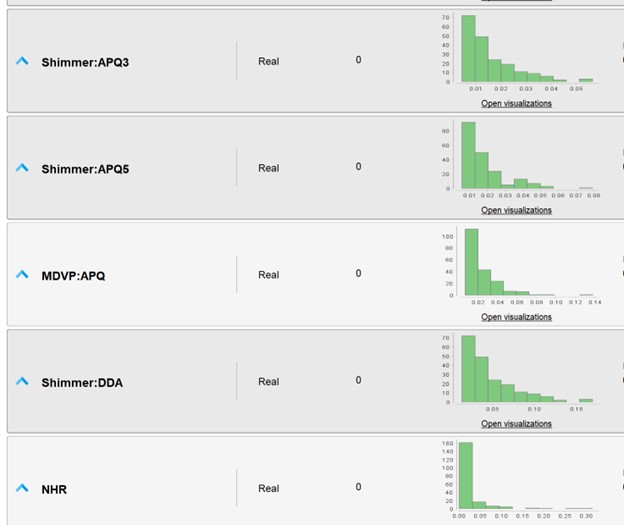 70
60
50
40
30
20
10
0
0.01 0.02 0.03 0.04 0.05
Shimmer:APQ3 Real 0
Open visualizations
80
60
40
20
0
0.01 0.02 0.03 0.04 0.05 0.06 0.07 0.08
Shimmer:APQ5 Real 0
Open visualizations
100
80
60
40
20
0
0.02 0.04 0.06 0.08 0.10 0.12 0.14
MDVP:APQ Real 0
Open visualizations
70
60
50
40
30
20
10
0
0.05 0.10 0.15
Shimmer:DDA Real 0
Open visualizations
160
140
120
100
80
60
40
20
0
0.00 0.05 0.10 0.15 0.20 0.25 0.30
NHR Real 0